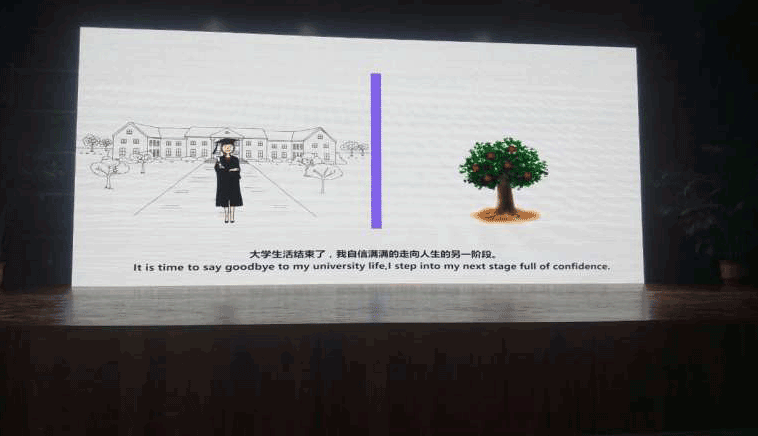 大学生活结束了，我自信满满的走向人生的另一阶段。
It is time to say goodbye to my university life,I step into my next stage full of confidence.